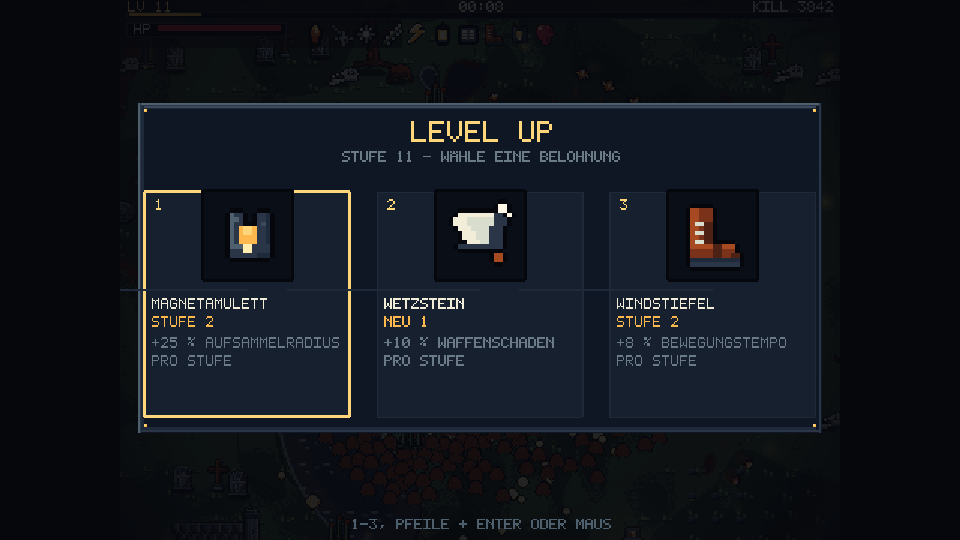 LV 11 00:08 KILL 3842
HP
LEVEL UP
STUFE 11 – WÄHLE EINE BELOHNUNG
1 2 3
MAGNETAMULETT
STUFE 2
+25 % AUFSAMMELRADIUS
PRO STUFE
WETZSTEIN
NEU 1
+10 % WAFFENSCHADEN
PRO STUFE
WINDSTIEFEL
STUFE 2
+8 % BEWEGUNGSTEMPO
PRO STUFE
1-3, PFEILE + ENTER ODER MAUS